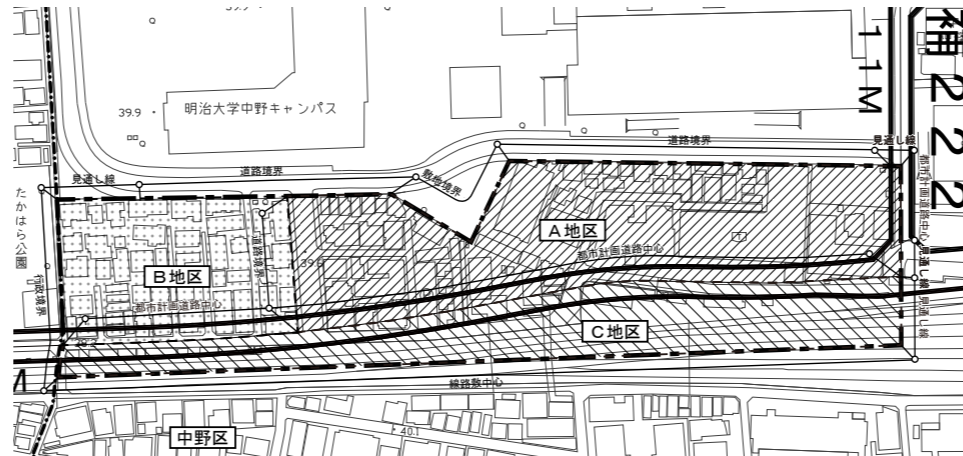 明治大学中野キャンパス
39.9
11M
補222
見通し線
道路境界
敷地境界
道路境界
見通し線
たかはら公園
行政境界
B地区
道路境界
都市計画道路中心
A地区
都市計画道路中心
都市計画道路中心
見通し線
見通し線
C地区
線路敷中心
M
中野区
40.1